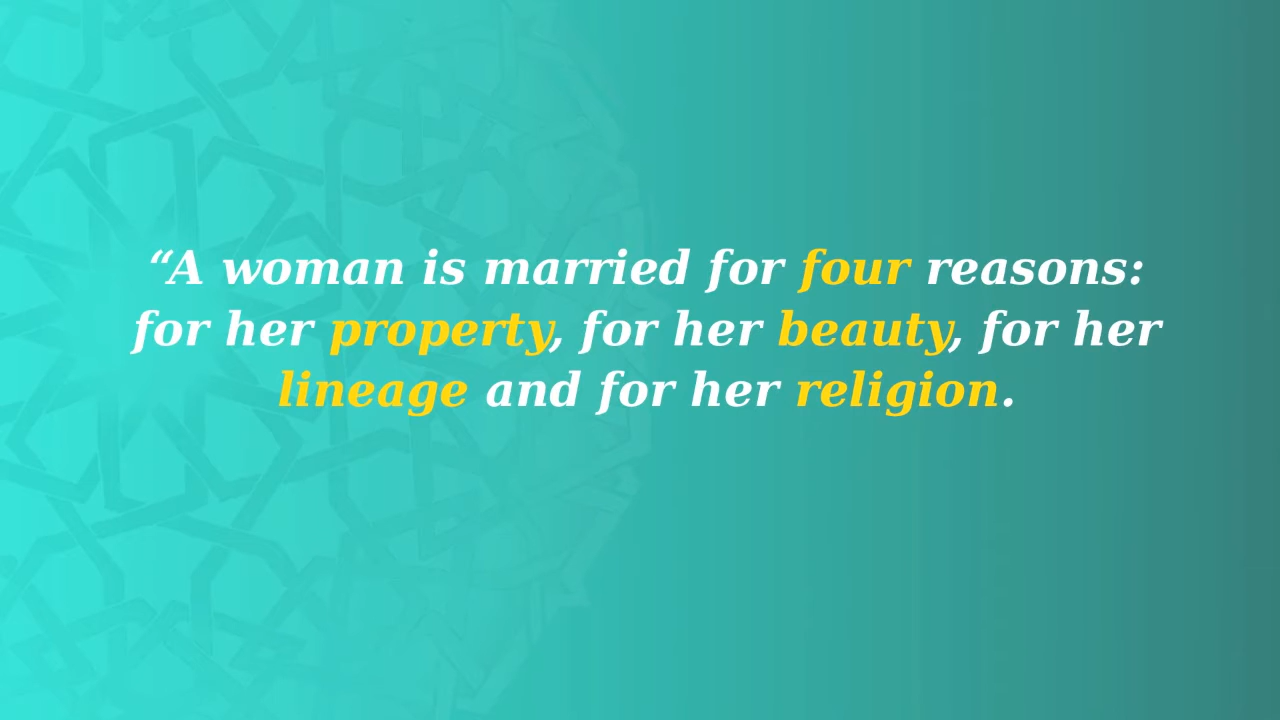 “A woman is married for four reasons:
for her property, for her beauty, for her
lineage and for her religion.